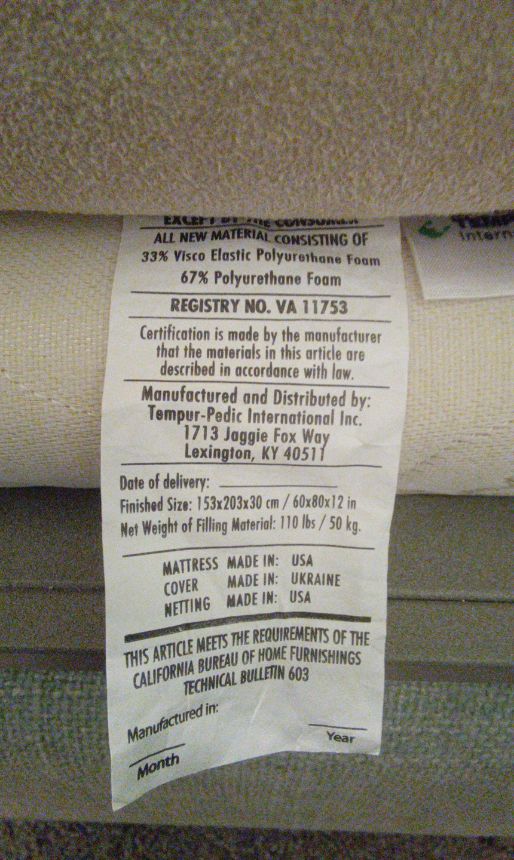 EXCEPT BY THE CONSUMER
ALL NEW MATERIAL CONSISTING OF
33% Visco Elastic Polyurethane Foam
67% Polyurethane Foam
REGISTRY NO. VA 11753
Certification is made by the manufacturer
that the materials in this article are
described in accordance with law.
Manufactured and Distributed by:
Tempur-Pedic International Inc.
1713 Jaggie Fox Way
Lexington, KY 40511
Date of delivery:
Finished Size: 153x203x30 cm / 60x80x12 in
Net Weight of Filling Material: 110 lbs / 50 kg.
MATTRESS MADE IN: USA
COVER MADE IN: UKRAINE
NETTING MADE IN: USA
THIS ARTICLE MEETS THE REQUIREMENTS OF THE
CALIFORNIA BUREAU OF HOME FURNISHINGS
TECHNICAL BULLETIN 603
Manufactured in:
Month Year